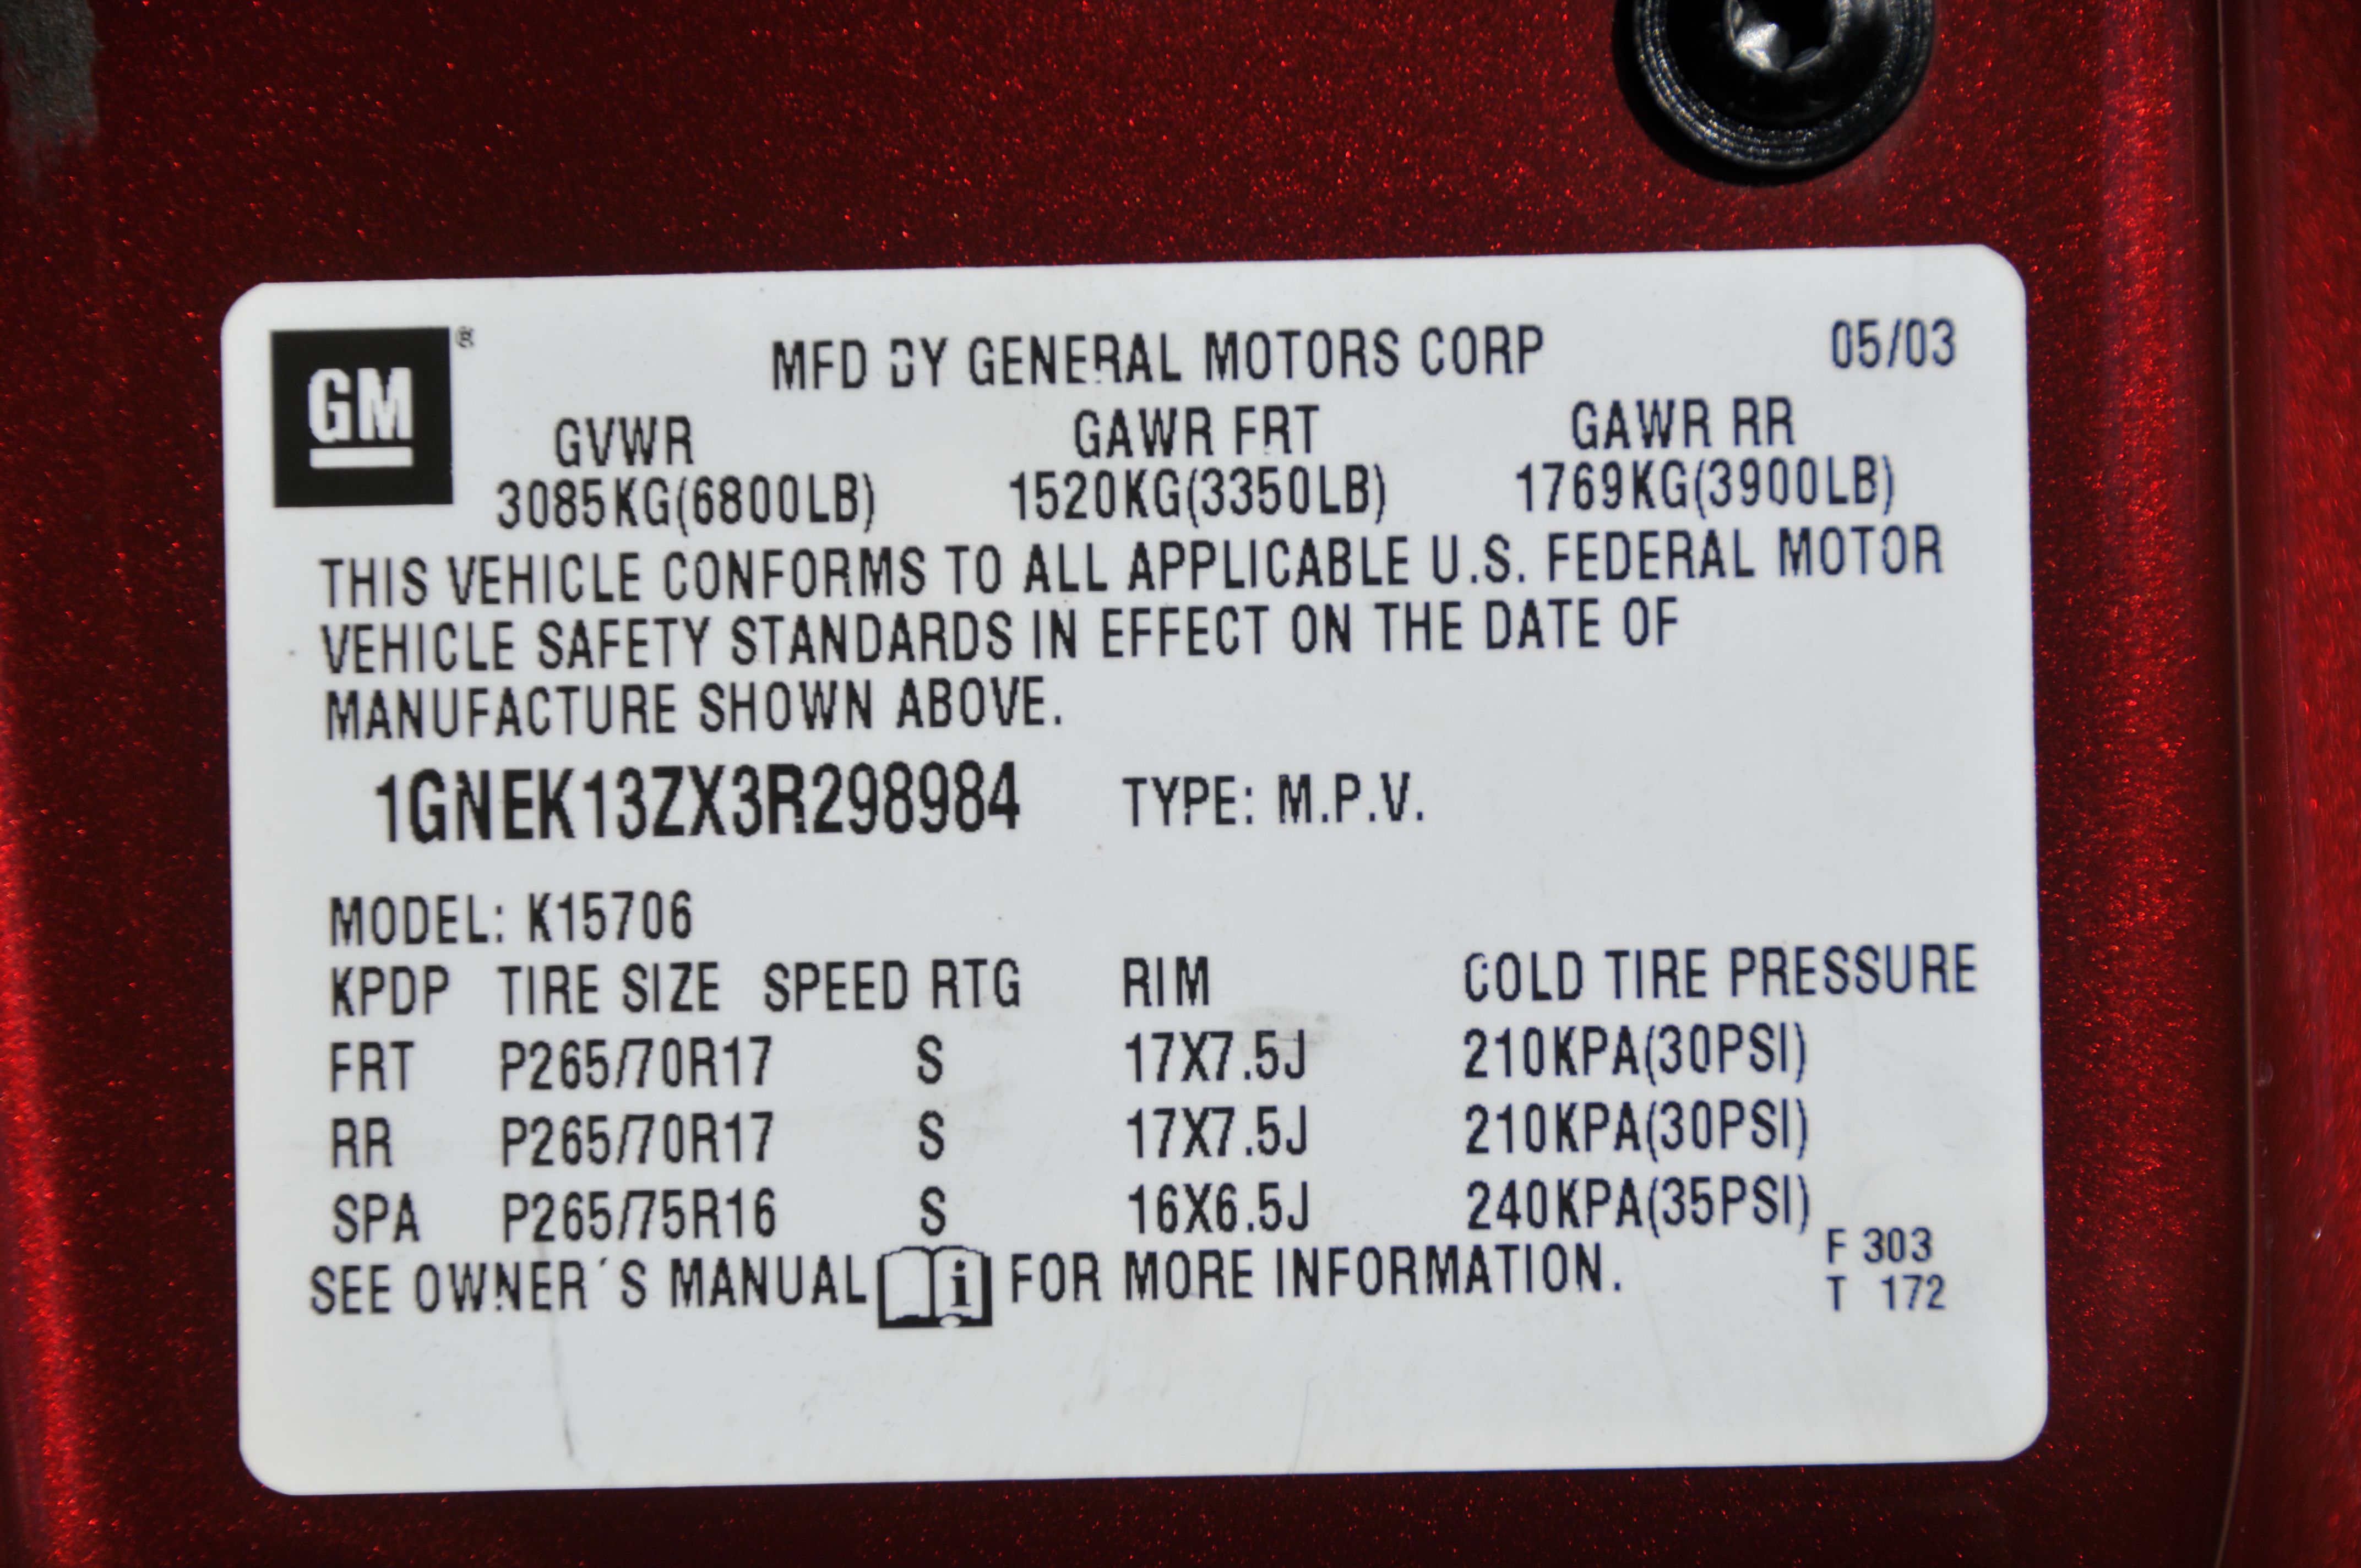 GM ®
MFD BY GENERAL MOTORS CORP 05/03
GVWR GAWR FRT GAWR RR
3085KG(6800LB) 1520KG(3350LB) 1769KG(3900LB)
THIS VEHICLE CONFORMS TO ALL APPLICABLE U.S. FEDERAL MOTOR
VEHICLE SAFETY STANDARDS IN EFFECT ON THE DATE OF
MANUFACTURE SHOWN ABOVE.
1GNEK13ZX3R298984 TYPE: M.P.V.
MODEL: K15706
KPDP TIRE SIZE SPEED RTG RIM COLD TIRE PRESSURE
FRT P265/70R17 S 17X7.5J 210KPA(30PSI)
RR P265/70R17 S 17X7.5J 210KPA(30PSI)
SPA P265/75R16 S 16X6.5J 240KPA(35PSI)
SEE OWNER´S MANUAL i FOR MORE INFORMATION.
F 303
T 172